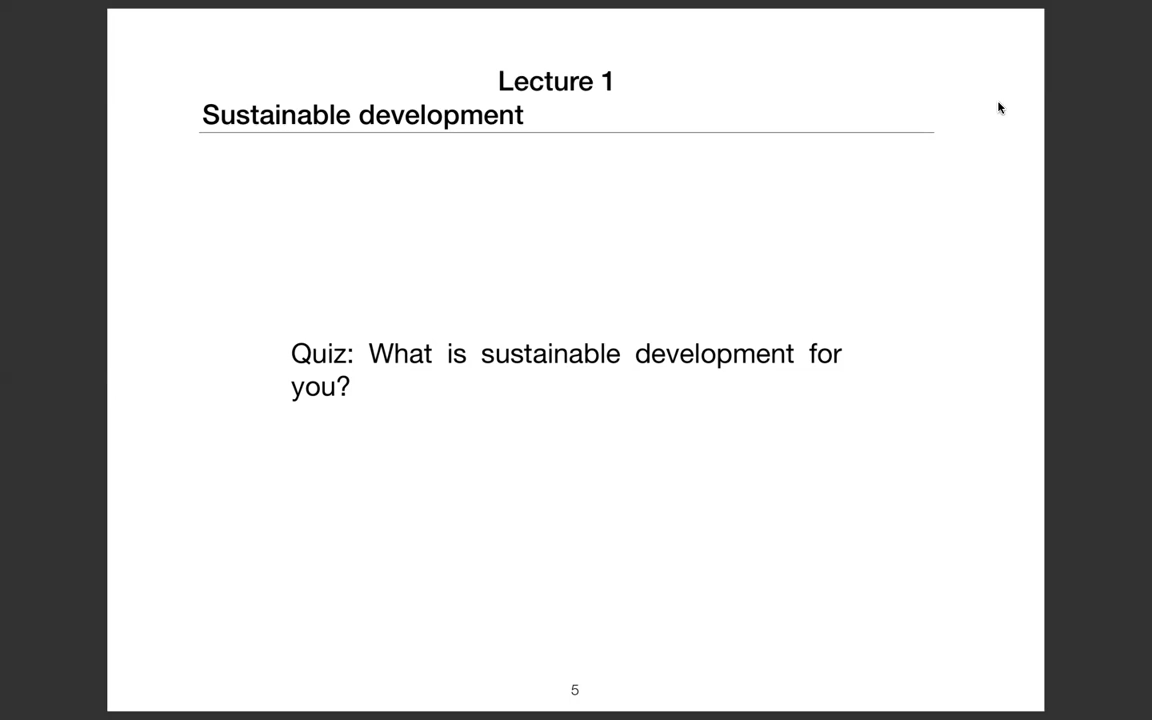 Lecture 1
Sustainable development
Quiz: What is sustainable development for
you?
5